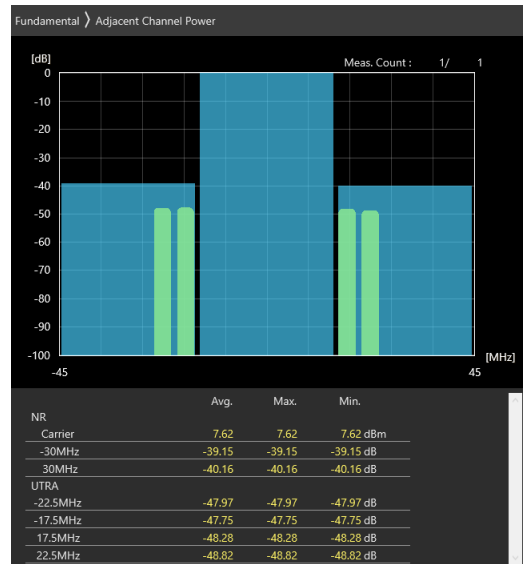 Fundamental 〉 Adjacent Channel Power
[dB]
Meas. Count : 1/ 1
0
-10
-20
-30
-40
-50
-60
-70
-80
-90
-100
[MHz]
-45 45
Avg. Max. Min.
NR
Carrier 7.62 7.62 7.62 dBm
-30MHz -39.15 -39.15 -39.15 dB
30MHz -40.16 -40.16 -40.16 dB
UTRA
-22.5MHz -47.97 -47.97 -47.97 dB
-17.5MHz -47.75 -47.75 -47.75 dB
17.5MHz -48.28 -48.28 -48.28 dB
22.5MHz -48.82 -48.82 -48.82 dB